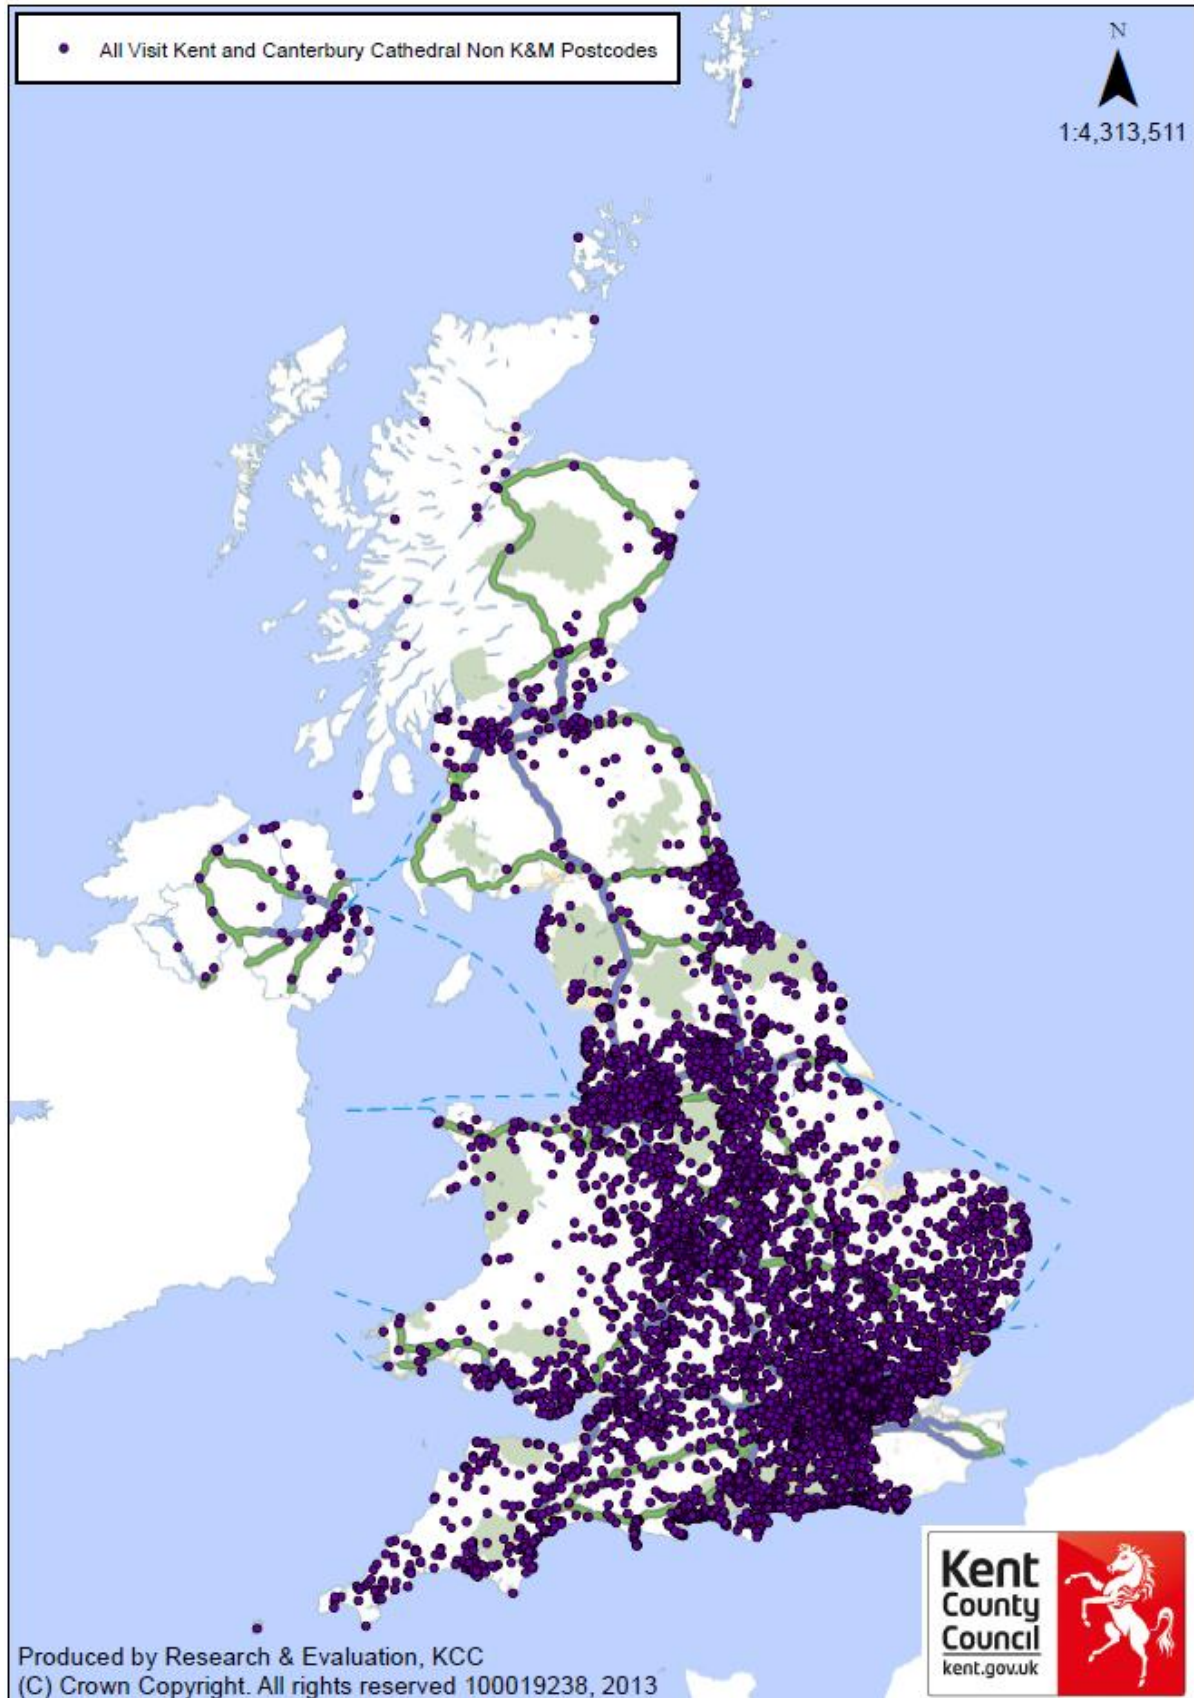 All Visit Kent and Canterbury Cathedral Non K&M Postcodes
N
1:4,313,511
Kent
County
Council
kent.gov.uk
Produced by Research & Evaluation, KCC
(C) Crown Copyright. All rights reserved 100019238, 2013